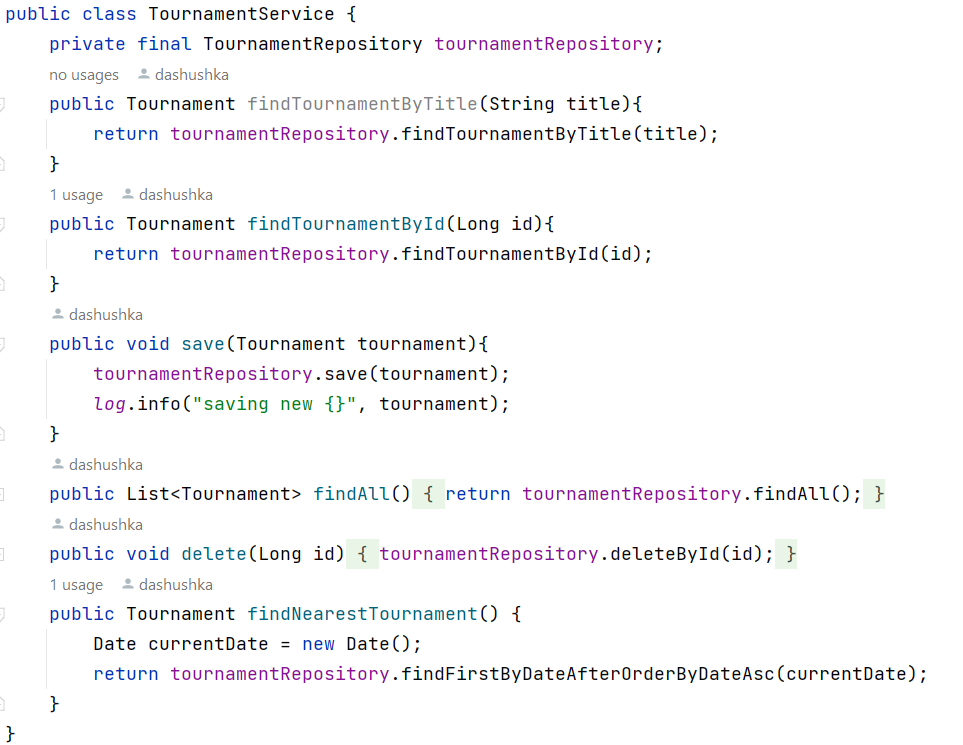 public class TournamentService {
    private final TournamentRepository tournamentRepository;
    no usages  dashushka
    public Tournament findTournamentByTitle(String title){
        return tournamentRepository.findTournamentByTitle(title);
    }
    1 usage  dashushka
    public Tournament findTournamentById(Long id){
        return tournamentRepository.findTournamentById(id);
    }
    dashushka
    public void save(Tournament tournament){
        tournamentRepository.save(tournament);
        log.info("saving new {}", tournament);
    }
    dashushka
    public List<Tournament> findAll() { return tournamentRepository.findAll(); }
    dashushka
    public void delete(Long id) { tournamentRepository.deleteById(id); }
    1 usage  dashushka
    public Tournament findNearestTournament() {
        Date currentDate = new Date();
        return tournamentRepository.findFirstByDateAfterOrderByDateAsc(currentDate);
    }
}